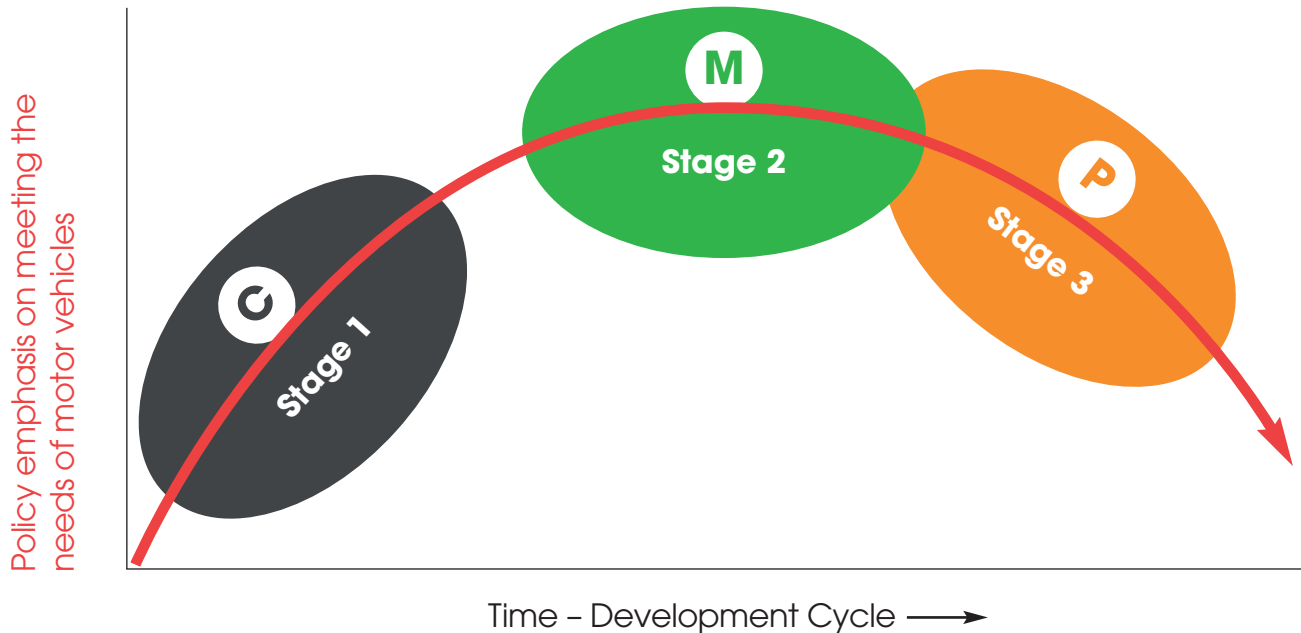 Policy emphasis on meeting the
needs of motor vehicles
C
Stage 1
M
Stage 2
P
Stage 3
Time – Development Cycle